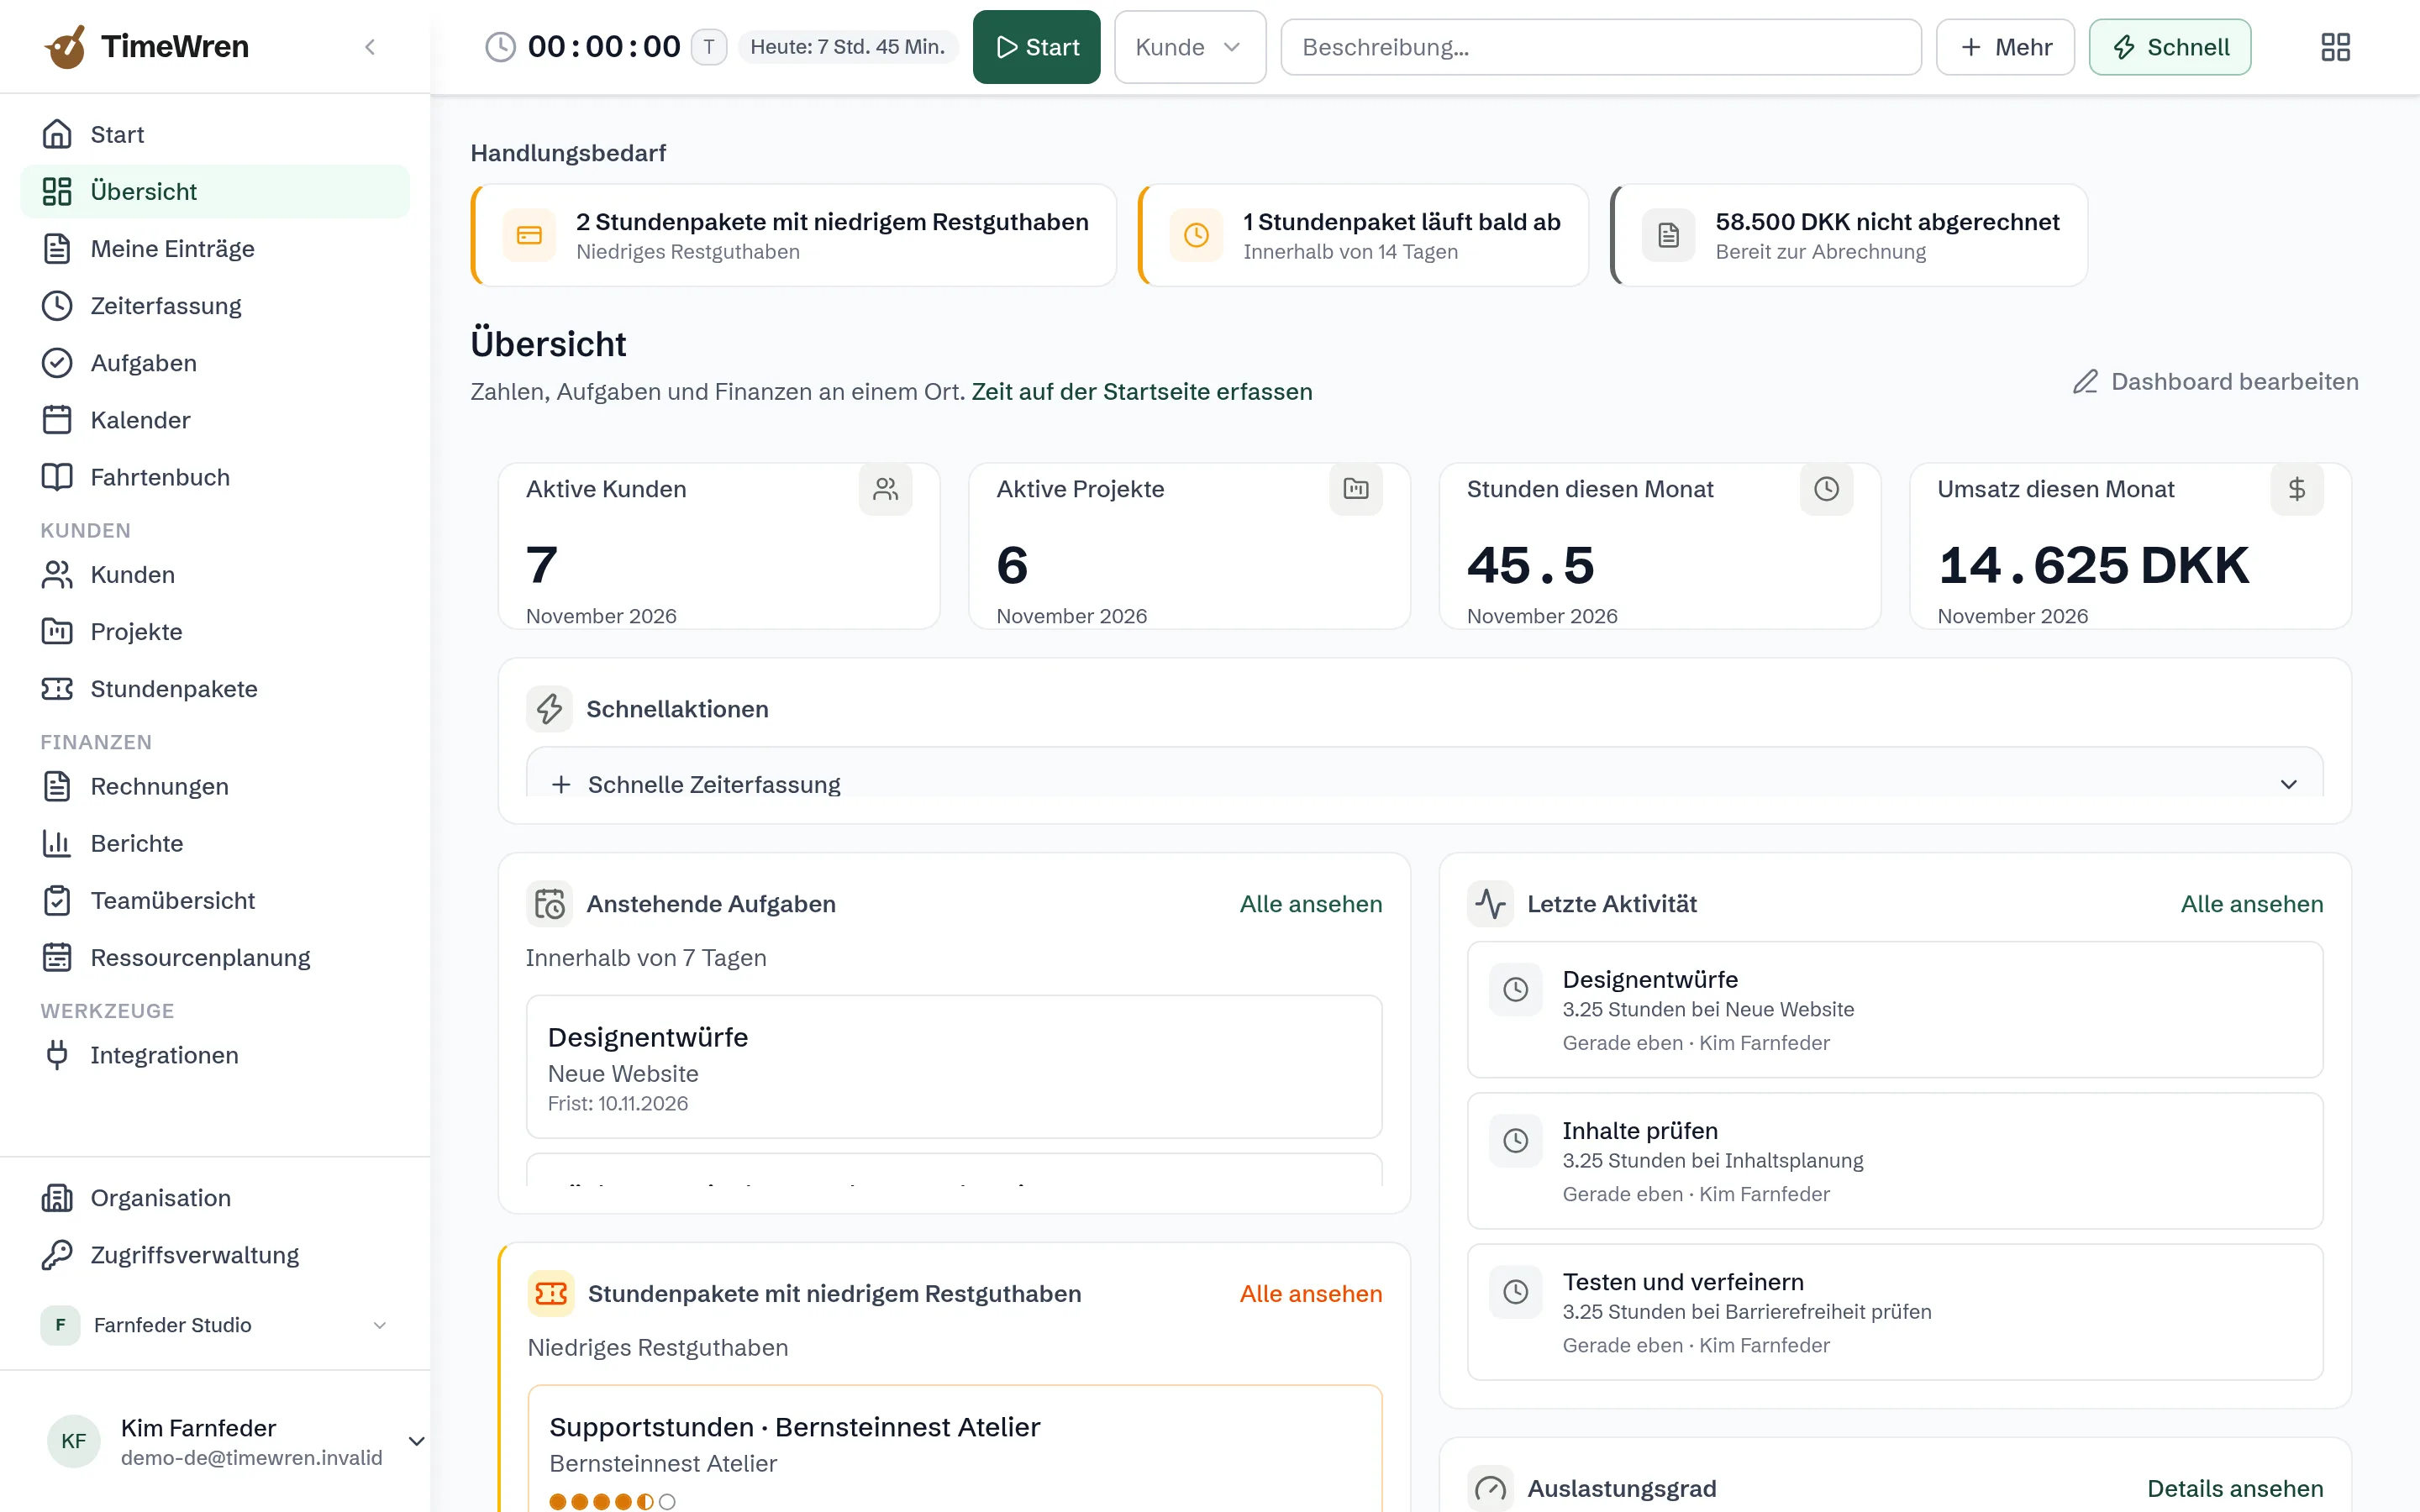 TimeWren
Start
Übersicht
Meine Einträge
Zeiterfassung
Aufgaben
Kalender
Fahrtenbuch
KUNDEN
Kunden
Projekte
Stundenpakete
FINANZEN
Rechnungen
Berichte
Teamübersicht
Ressourcenplanung
WERKZEUGE
Integrationen
Organisation
Zugriffsverwaltung
F Farnfeder Studio
KF
Kim Farnfeder
demo-de@timewren.invalid
00:00:00 T Heute: 7 Std. 45 Min. Start Kunde Beschreibung... Mehr Schnell
Handlungsbedarf
2 Stundenpakete mit niedrigem Restguthaben
Niedriges Restguthaben
1 Stundenpaket läuft bald ab
Innerhalb von 14 Tagen
58.500 DKK nicht abgerechnet
Bereit zur Abrechnung
Übersicht
Zahlen, Aufgaben und Finanzen an einem Ort. Zeit auf der Startseite erfassen
Dashboard bearbeiten
Aktive Kunden
7
November 2026
Aktive Projekte
6
November 2026
Stunden diesen Monat
45.5
November 2026
Umsatz diesen Monat
14.625 DKK
November 2026
Schnellaktionen
Schnelle Zeiterfassung
Anstehende Aufgaben Alle ansehen
Innerhalb von 7 Tagen
Designentwürfe
Neue Website
Frist: 10.11.2026
Stundenpakete mit niedrigem Restguthaben Alle ansehen
Niedriges Restguthaben
Supportstunden · Bernsteinnest Atelier
Bernsteinnest Atelier
Letzte Aktivität Alle ansehen
Designentwürfe
3.25 Stunden bei Neue Website
Gerade eben · Kim Farnfeder
Inhalte prüfen
3.25 Stunden bei Inhaltsplanung
Gerade eben · Kim Farnfeder
Testen und verfeinern
3.25 Stunden bei Barrierefreiheit prüfen
Gerade eben · Kim Farnfeder
Auslastungsgrad Details ansehen